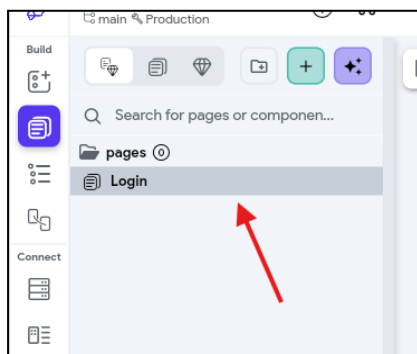 main Production
Build
Search for pages or componen...
pages 0
Login
Connect